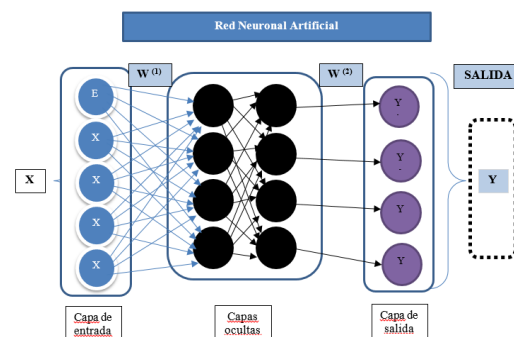 Red Neuronal Artificial
W (1)
W (2)
SALIDA
E
X
X
X
X
Y
.
Y
.
Y
Y
X
Y
Capa de
entrada
Capas
ocultas
Capa de
salida